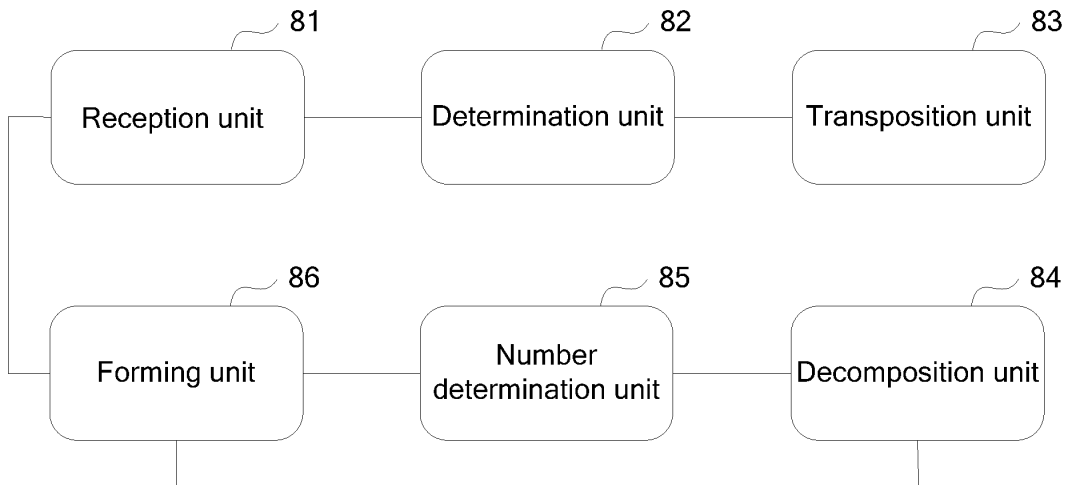 81
82
83
Reception unit
Determination unit
Transposition unit
86
85
84
Forming unit
Number
determination unit
Decomposition unit